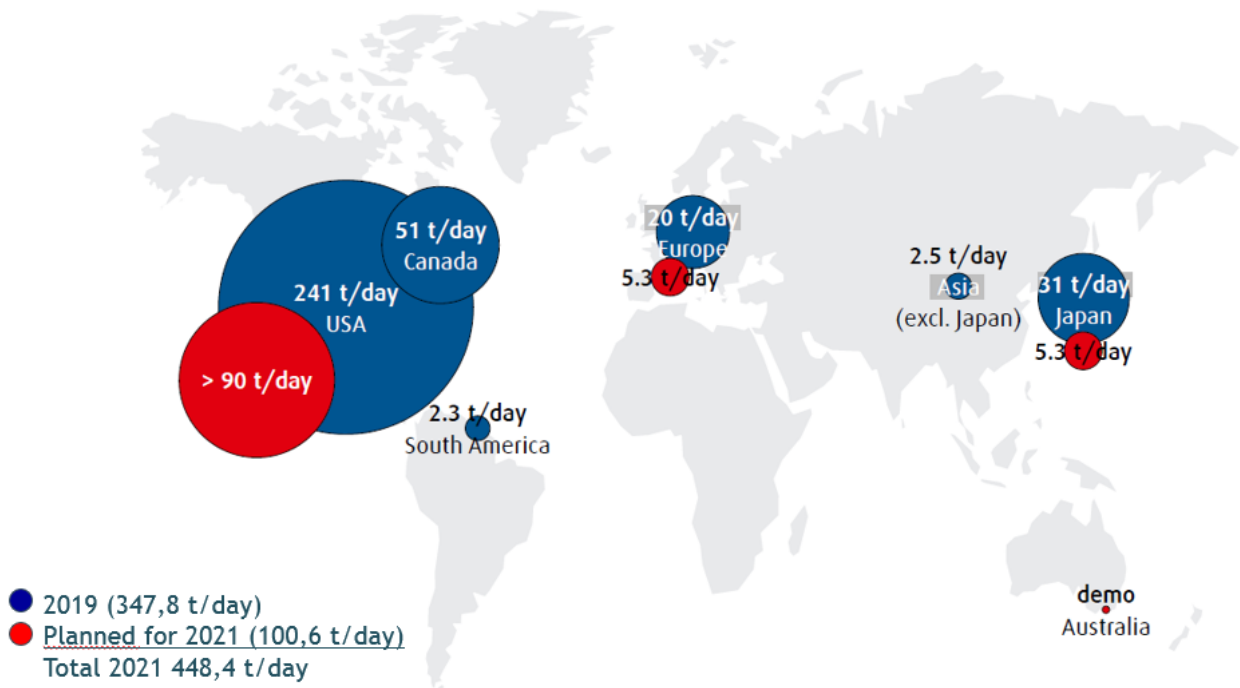 51 t/day
Canada
241 t/day
USA
> 90 t/day
2.3 t/day
South America
20 t/day
Europe
5.3 t/day
2.5 t/day
Asia
(excl. Japan)
31 t/day
Japan
5.3 t/day
demo
Australia
2019 (347,8 t/day)
Planned for 2021 (100,6 t/day)
Total 2021 448,4 t/day